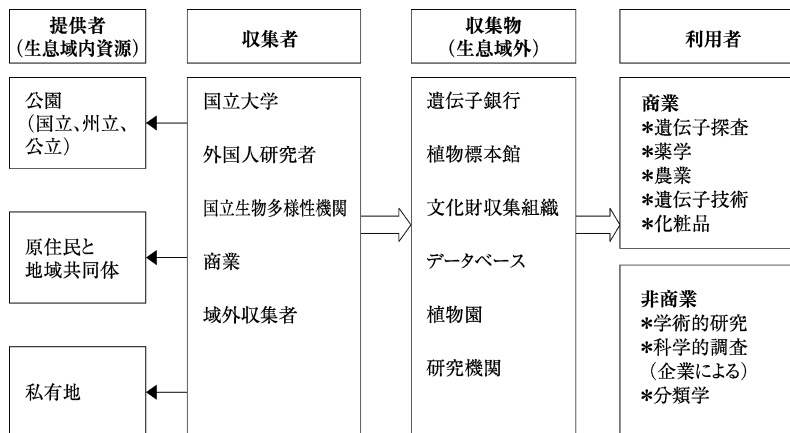 提供者
（生息域内資源）
収集者
収集物
（生息域外）
利用者
公園
（国立、州立、
公立）
原住民と
地域共同体
私有地
国立大学
外国人研究者
国立生物多様性機関
商業
域外収集者
遺伝子銀行
植物標本館
文化財収集組織
データベース
植物園
研究機関
商業
＊遺伝子探査
＊薬学
＊農業
＊遺伝子技術
＊化粧品
非商業
＊学術的研究
＊科学的調査
（企業による）
＊分類学